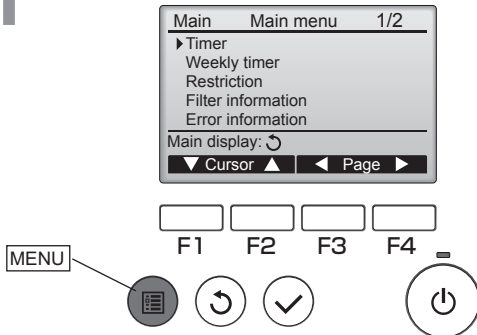 Main Main menu 1/2
Timer
Weekly timer
Restriction
Filter information
Error information
Main display:
Cursor Page
F1 F2 F3 F4
MENU